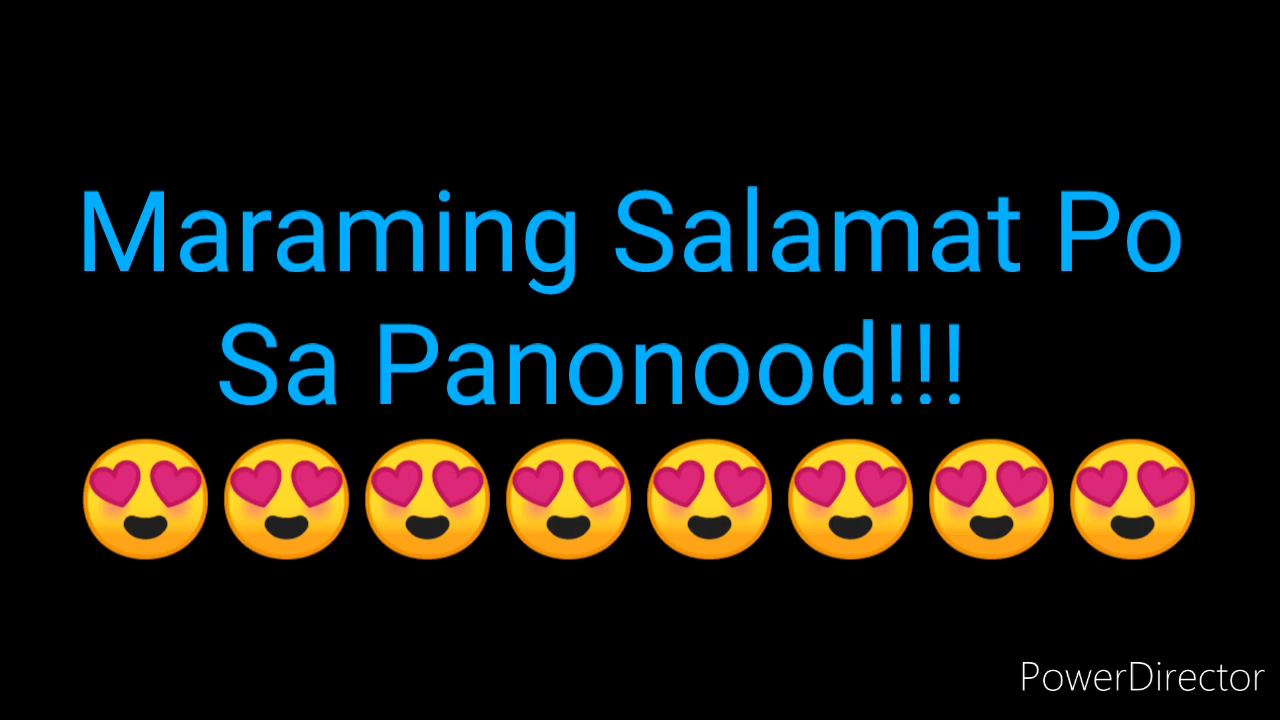 Maraming Salamat Po
Sa Panonood!!!
😍😍😍😍😍😍😍😍
PowerDirector